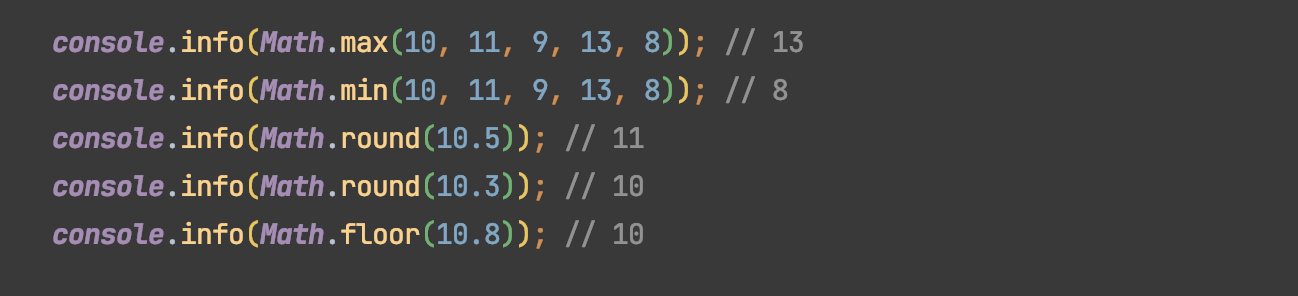 console.info(Math.max(10, 11, 9, 13, 8)); // 13
console.info(Math.min(10, 11, 9, 13, 8)); // 8
console.info(Math.round(10.5)); // 11
console.info(Math.round(10.3)); // 10
console.info(Math.floor(10.8)); // 10